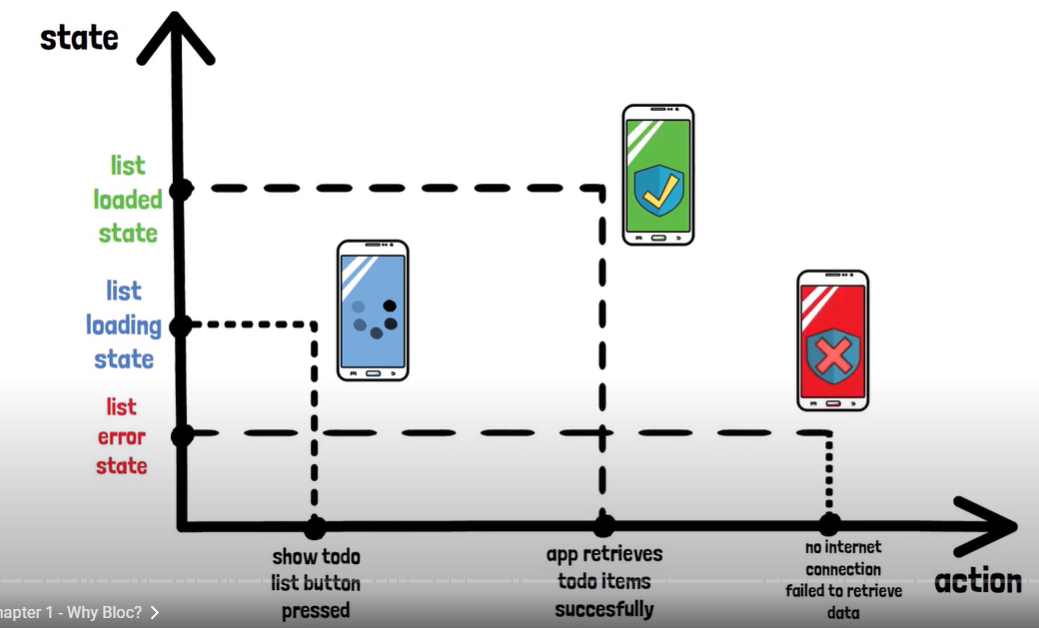 state
list
loaded
state
list
loading
state
list
error
state
show todo
list button
pressed
app retrieves
todo items
succesfully
no internet
connection
failed to retrieve
data
action
hapter 1 - Why Bloc?